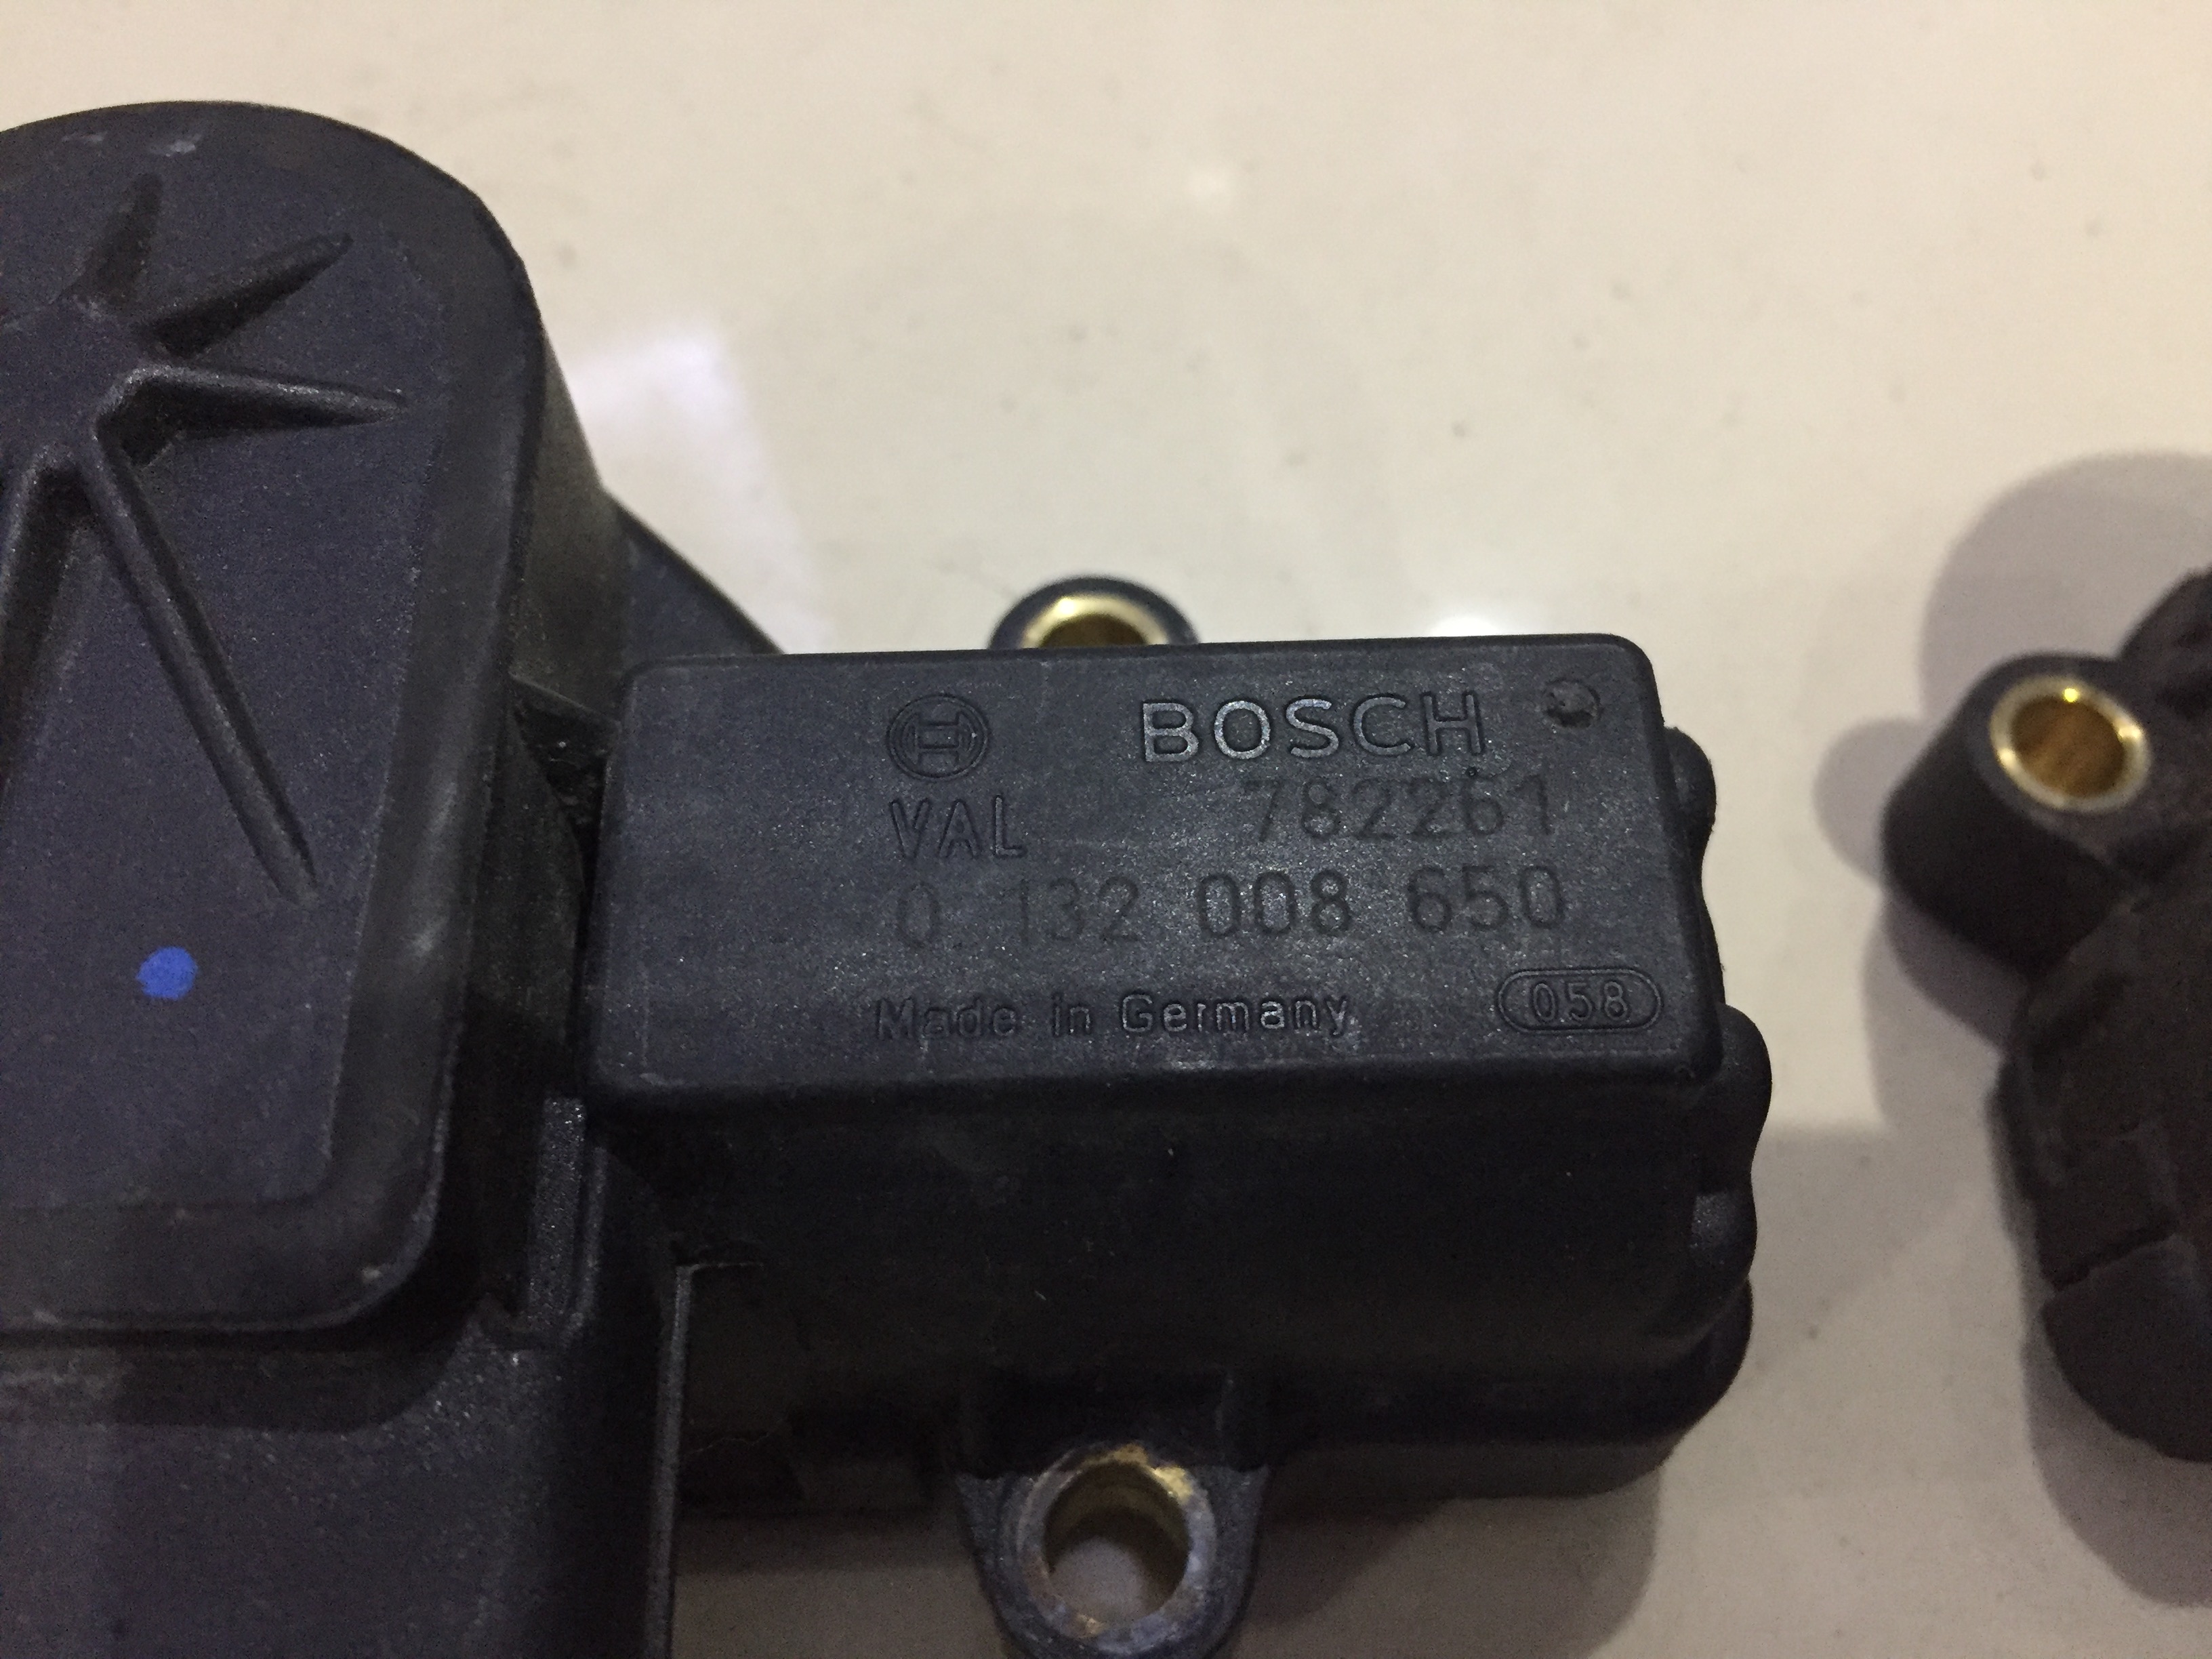 BOSCH
VAL 782261
0 132 008 650
Made in Germany 058